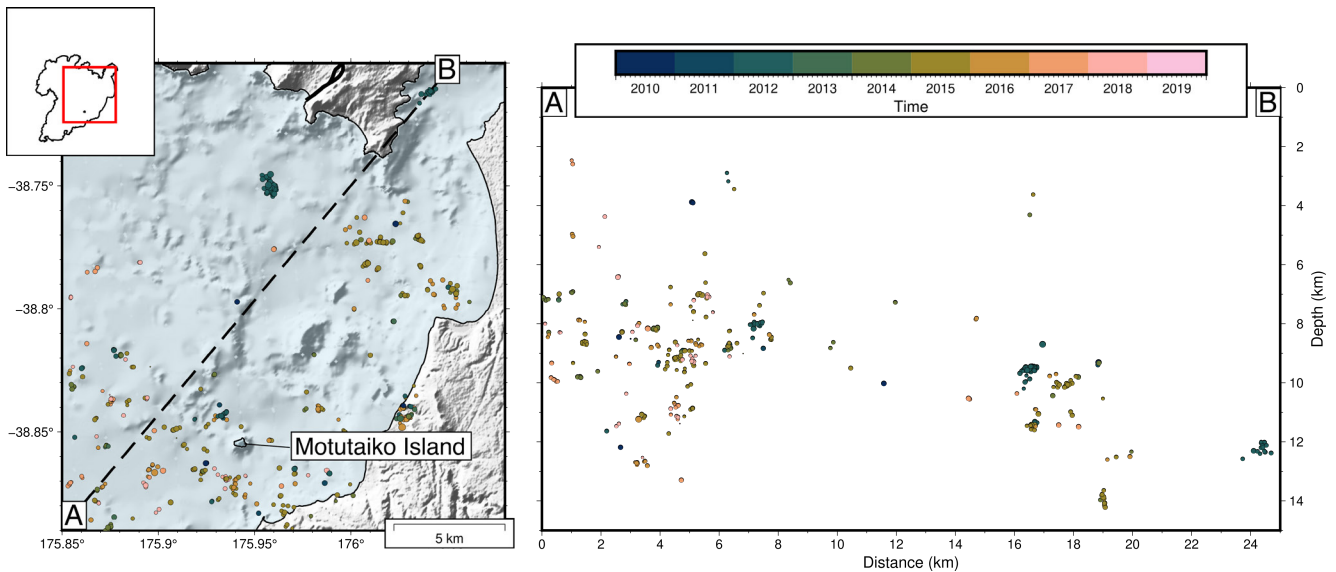 B
−38.75°
−38.8°
−38.85°
Motutaiko Island
A
5 km
175.85°
175.9°
175.95°
176°
2010 2011 2012 2013 2014 2015 2016 2017 2018 2019
Time
A
B
0
2
4
6
8
10
12
14
Depth (km)
0 2 4 6 8 10 12 14 16 18 20 22 24
Distance (km)